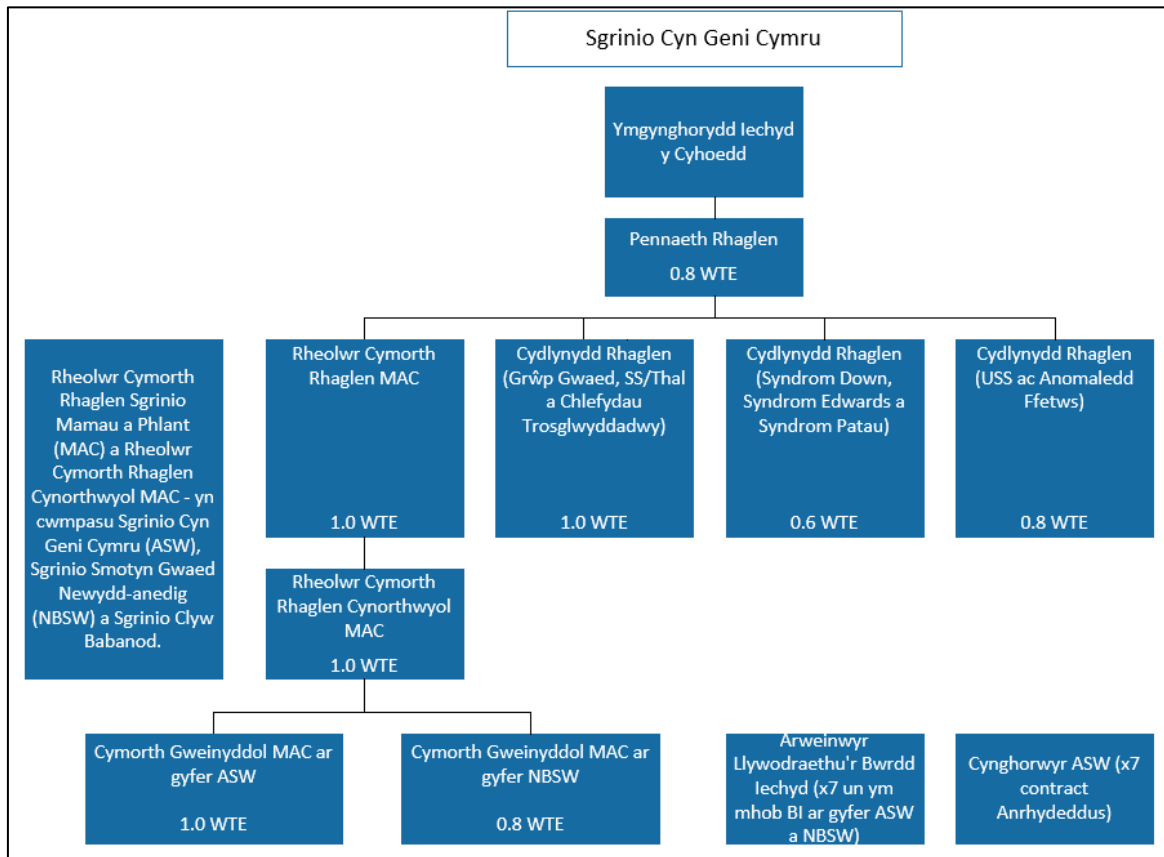 Sgrinio Cyn Geni Cymru
Ymgynghorydd Iechyd
y Cyhoedd
Pennaeth Rhaglen
0.8 WTE
Rheolwr Cymorth
Rhaglen Sgrinio
Mamau a Phlant
(MAC) a Rheolwr
Cymorth Rhaglen
Cynorthwyol MAC - yn
cwmpasu Sgrinio Cyn
Geni Cymru (ASW),
Sgrinio Smotyn Gwaed
Newydd-anedig
(NBSW) a Sgrinio Clyw
Babanod.
Rheolwr Cymorth
Rhaglen MAC
1.0 WTE
Cydlynydd Rhaglen
(Grŵp Gwaed, SS/Thal
a Chlefydau
Trosglwyddadwy)
1.0 WTE
Cydlynydd Rhaglen
(Syndrom Down,
Syndrom Edwards a
Syndrom Patau)
0.6 WTE
Cydlynydd Rhaglen
(USS ac Anomaledd
Ffetws)
0.8 WTE
Rheolwr Cymorth
Rhaglen Cynorthwyol
MAC
1.0 WTE
Cymorth Gweinyddol MAC ar
gyfer ASW
1.0 WTE
Cymorth Gweinyddol MAC ar
gyfer NBSW
0.8 WTE
Arweinwyr
Llywodraethu'r Bwrdd
Iechyd (x7 un ym
mhob BI ar gyfer ASW
a NBSW)
Cynghorwyr ASW (x7
contract
Anrhydeddus)